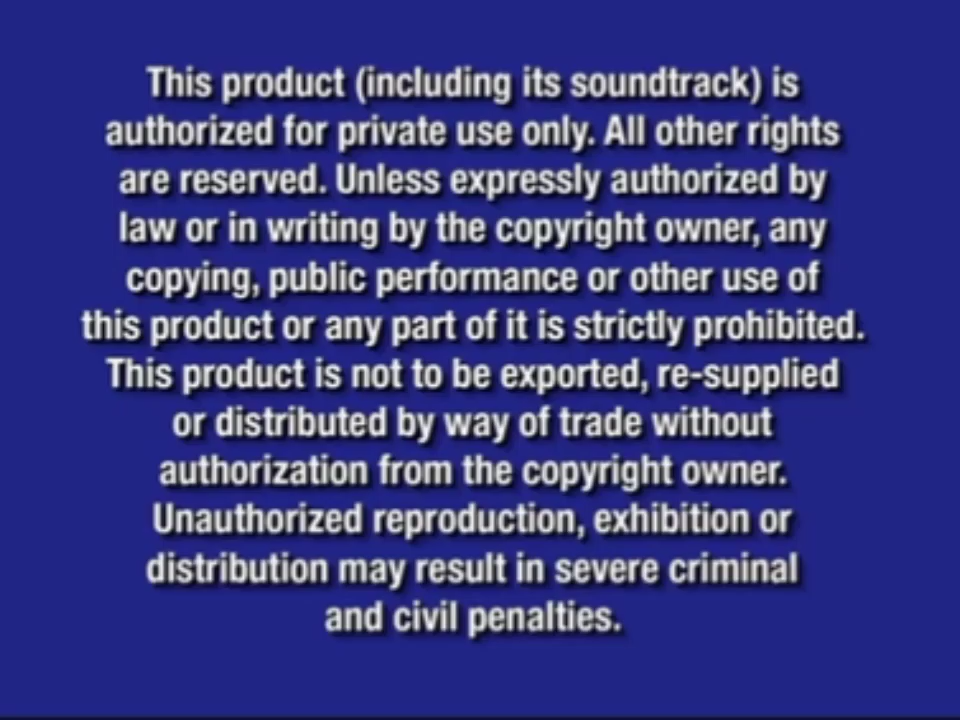 This product (including its soundtrack) is
authorized for private use only. All other rights
are reserved. Unless expressly authorized by
law or in writing by the copyright owner, any
copying, public performance or other use of
this product or any part of it is strictly prohibited.
This product is not to be exported, re-supplied
or distributed by way of trade without
authorization from the copyright owner.
Unauthorized reproduction, exhibition or
distribution may result in severe criminal
and civil penalties.